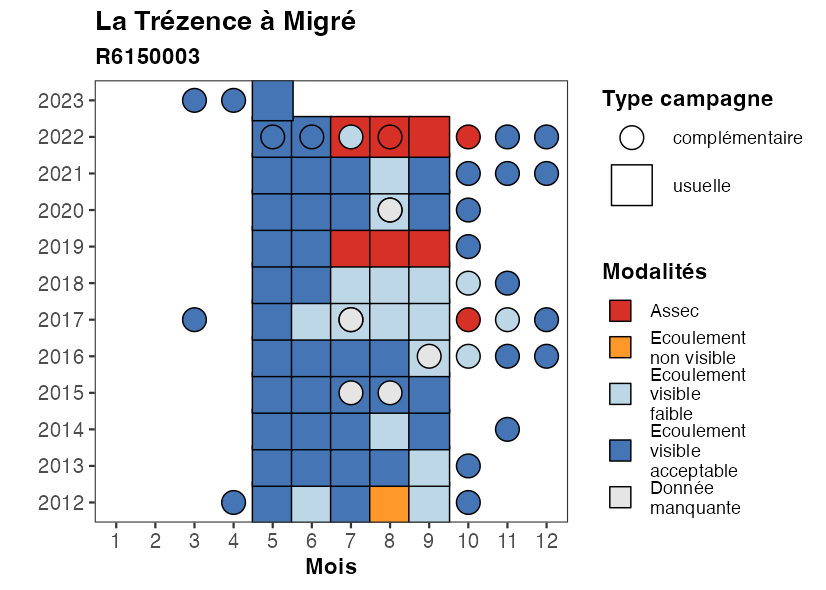 La Trézence à Migré
R6150003
2023
2022
2021
2020
2019
2018
2017
2016
2015
2014
2013
2012
1 2 3 4 5 6 7 8 9 10 11 12
Mois
Type campagne
complémentaire
usuelle
Modalités
Assec
Ecoulement
non visible
Ecoulement
visible
faible
Ecoulement
visible
acceptable
Donnée
manquante